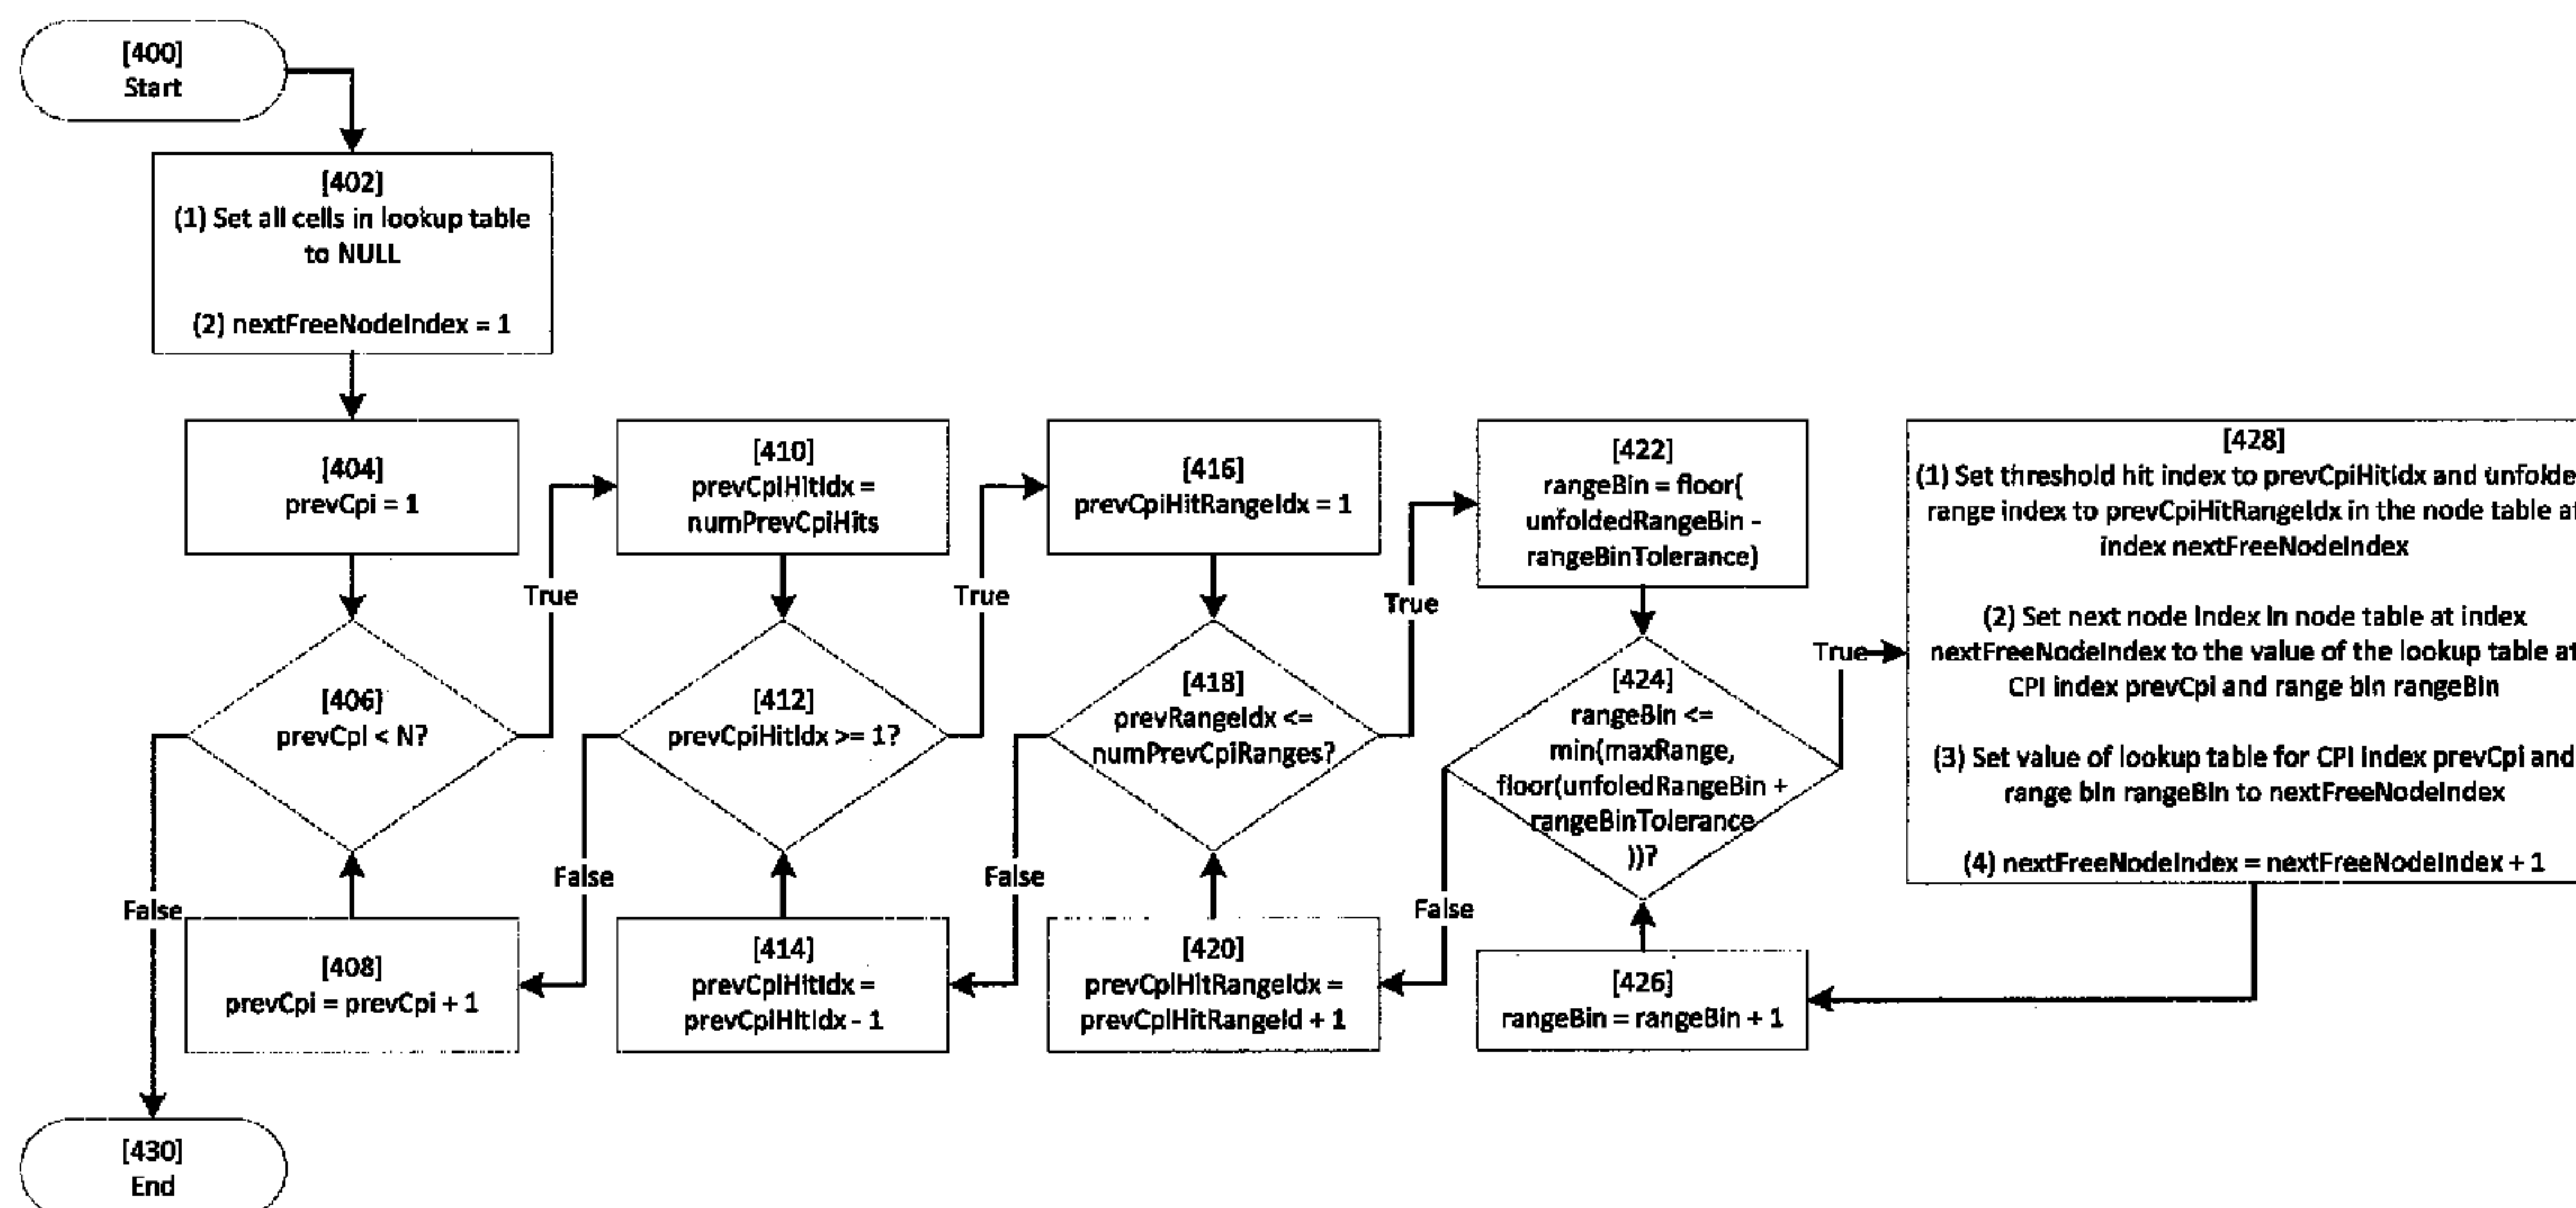 [400]
Start
[402]
(1) Set all cells in lookup table
to NULL
(2) nextFreeNodeIndex = 1
[404]
prevCpi = 1
[406]
prevCpi < N?
True
False
[408]
prevCpi = prevCpi + 1
[410]
prevCpiHitIdx =
numPrevCpiHits
[412]
prevCpiHitIdx >= 1?
True
False
[414]
prevCpiHitIdx =
prevCpiHitIdx - 1
[416]
prevCpiHitRangeIdx = 1
[418]
prevRangeIdx <=
numPrevCpiRanges?
True
False
[420]
prevCpiHitRangeIdx =
prevCpiHitRangeId + 1
[422]
rangeBin = floor(
unfoldedRangeBin -
rangeBinTolerance)
[424]
rangeBin <=
min(maxRange,
floor(unfoledRangeBin +
rangeBinTolerance
))?
True
False
[426]
rangeBin = rangeBin + 1
[428]
(1) Set threshold hit index to prevCpiHitIdx and unfolde
range index to prevCpiHitRangeIdx in the node table a
index nextFreeNodeIndex
(2) Set next node index in node table at index
nextFreeNodeIndex to the value of the lookup table a
CPI index prevCpi and range bin rangeBin
(3) Set value of lookup table for CPI index prevCpi and
range bin rangeBin to nextFreeNodeIndex
(4) nextFreeNodeIndex = nextFreeNodeIndex + 1
[430]
End